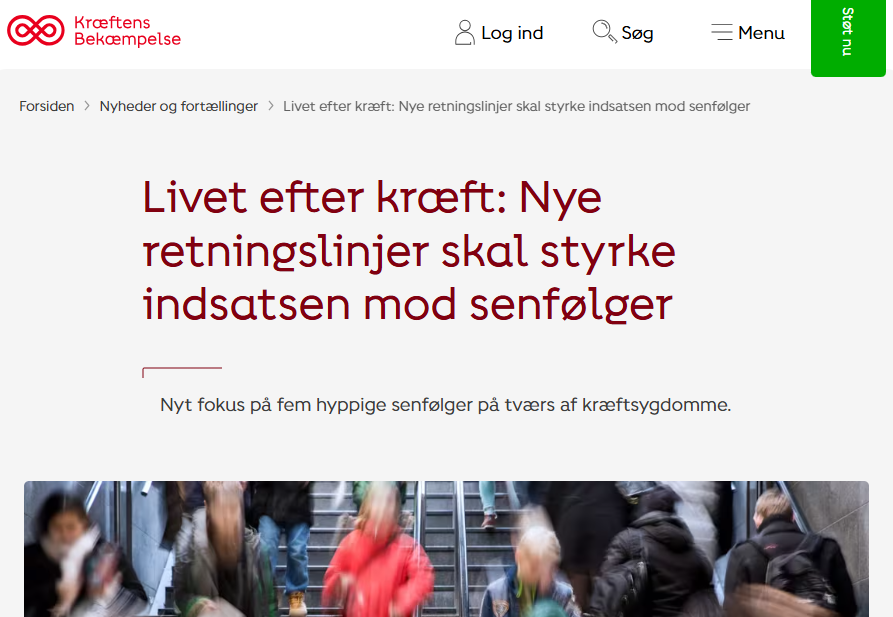 Kræftens
Bekæmpelse
Log ind
Søg
Menu
Støt nu
Forsiden > Nyheder og fortællinger > Livet efter kræft: Nye retningslinjer skal styrke indsatsen mod senfølger
Livet efter kræft: Nye
retningslinjer skal styrke
indsatsen mod senfølger
Nyt fokus på fem hyppige senfølger på tværs af kræftsygdomme.